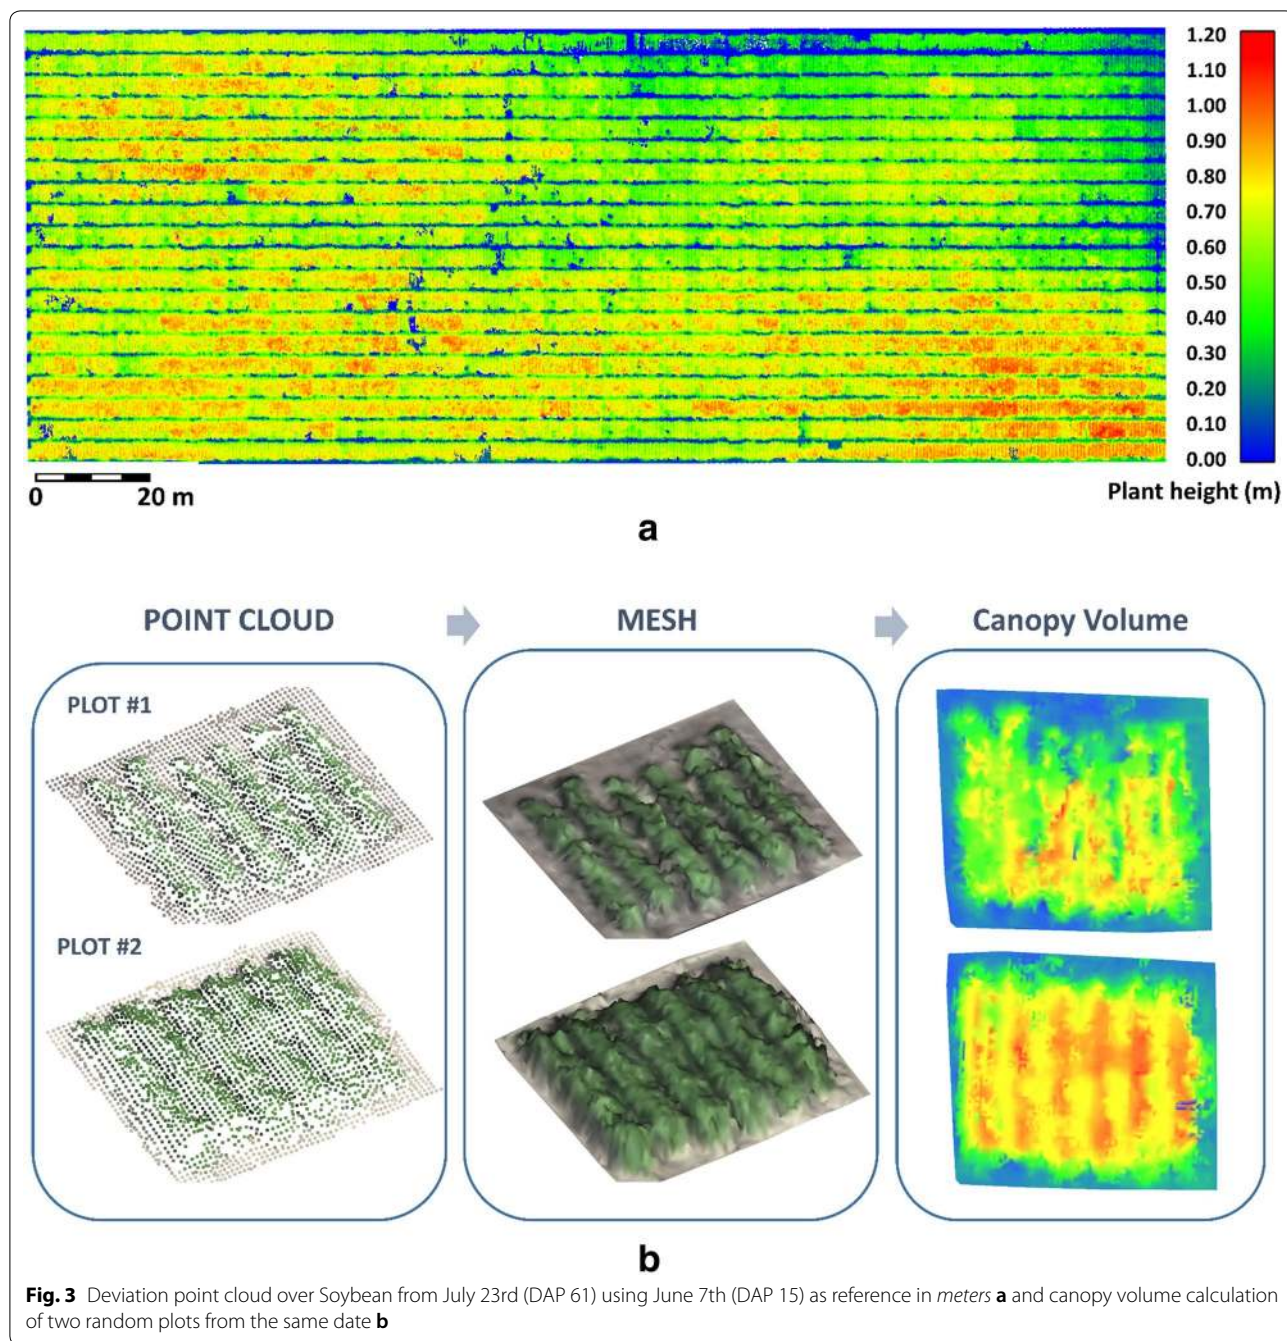 1.20
1.10
1.00
0.90
0.80
0.70
0.60
0.50
0.40
0.30
0.20
0.10
0.00
0 20 m
Plant height (m)
a
POINT CLOUD MESH Canopy Volume
PLOT #1
PLOT #2
b
Fig. 3 Deviation point cloud over Soybean from July 23rd (DAP 61) using June 7th (DAP 15) as reference in meters a and canopy volume calculation
of two random plots from the same date b